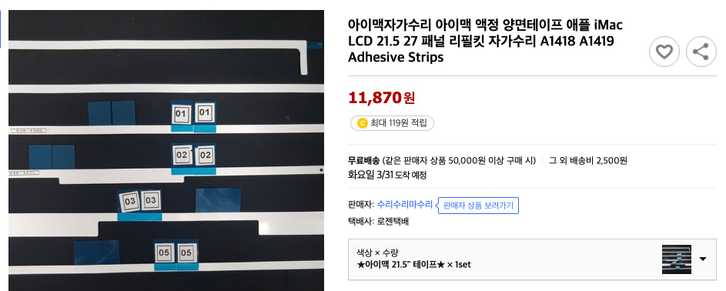 아이맥자가수리 아이맥 액정 양면테이프 애플 iMac
LCD 21.5 27 패널 리필킷 자가수리 A1418 A1419
Adhesive Strips
11,870원
C 최대 119원 적립
무료배송 (같은 판매자 상품 50,000원 이상 구매 시) 그 외 배송비 2,500원
화요일 3/31 도착 예정
판매자: 수리수리마수리 판매자 상품 보러가기
택배사: 로젠택배
색상 × 수량
★아이맥 21.5" 테이프★ × 1set
01 01
02 02
03 03
05 05